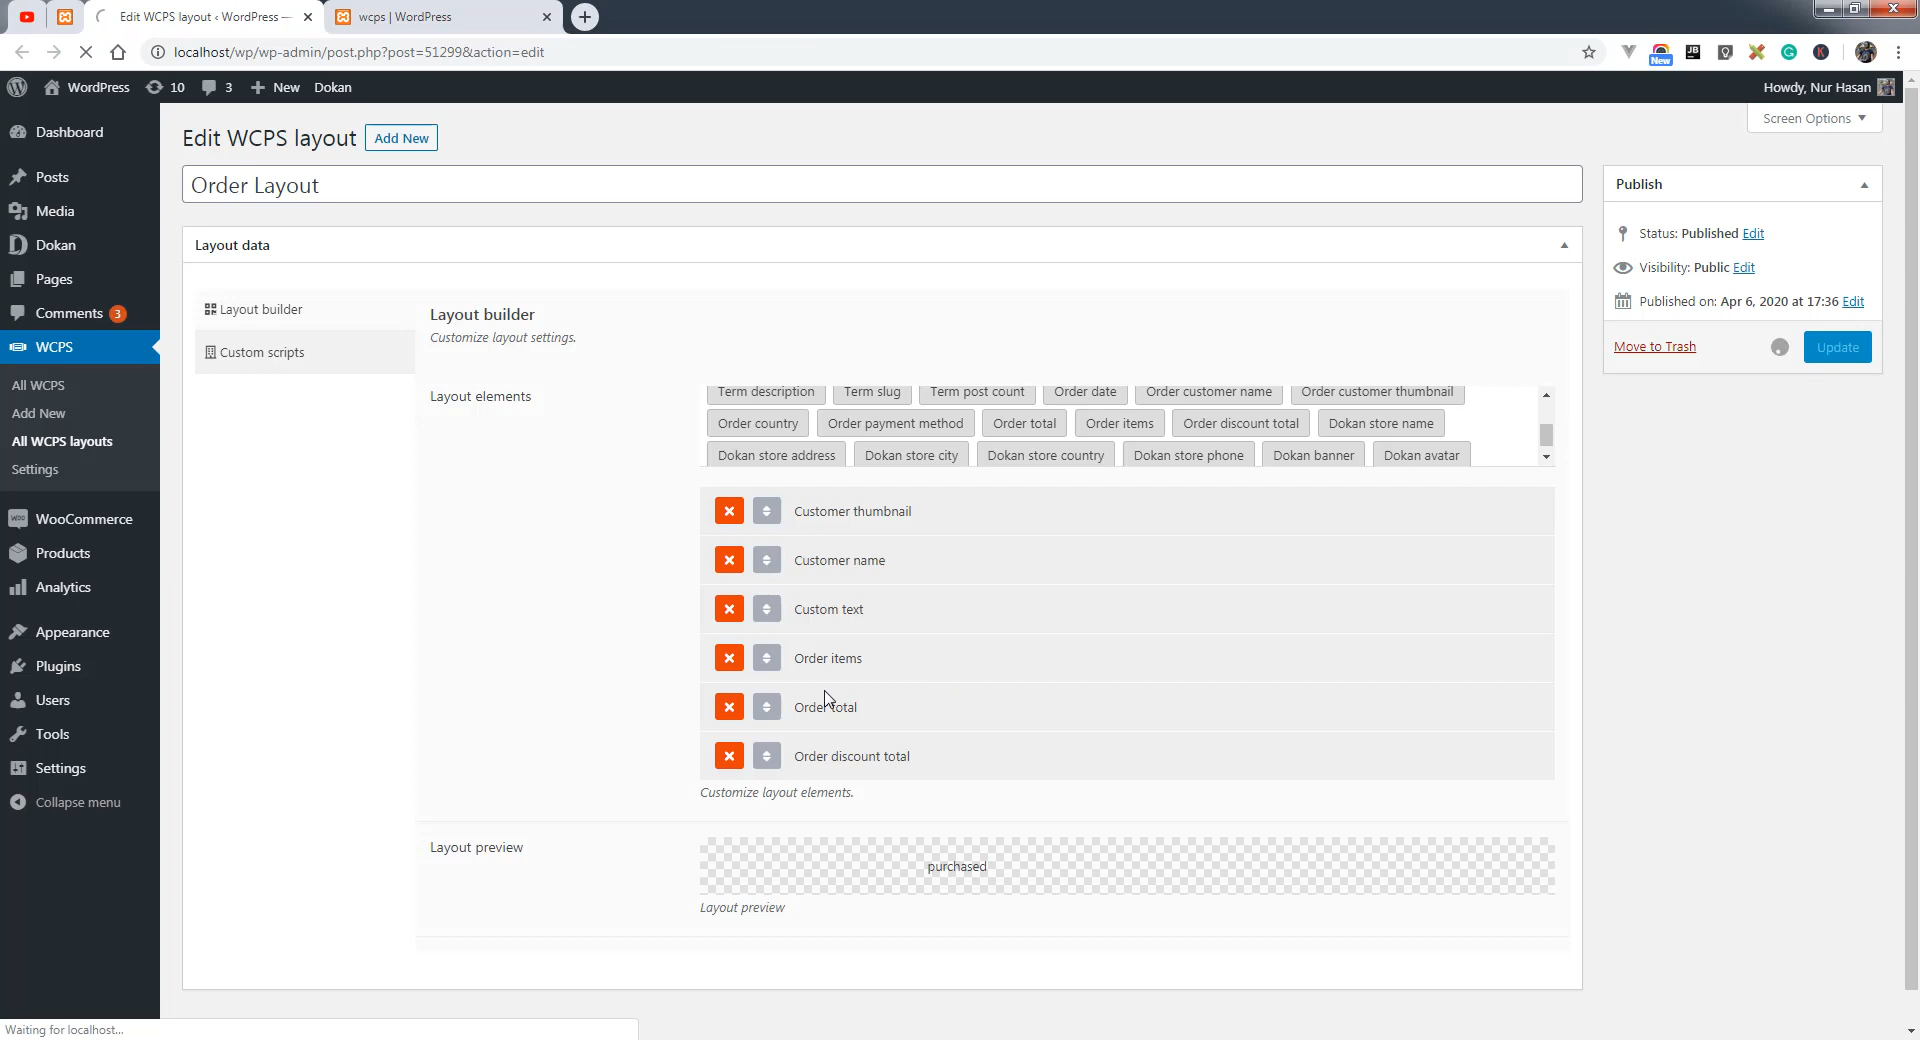 Edit WCPS layout ‹ WordPress —
wcps | WordPress
localhost/wp/wp-admin/post.php?post=51299&action=edit
New
WordPress
10
3
New
Dokan
Howdy, Nur Hasan
Dashboard
Posts
Media
Dokan
Pages
Comments 3
WCPS
All WCPS
Add New
All WCPS layouts
Settings
WooCommerce
Products
Analytics
Appearance
Plugins
Users
Tools
Settings
Collapse menu
Edit WCPS layout Add New
Screen Options
Order Layout
Layout data
Layout builder
Custom scripts
Layout builder
Customize layout settings.
Layout elements
Term description Term slug Term post count Order date Order customer name Order customer thumbnail
Order country Order payment method Order total Order items Order discount total Dokan store name
Dokan store address Dokan store city Dokan store country Dokan store phone Dokan banner Dokan avatar
Customer thumbnail
Customer name
Custom text
Order items
Order total
Order discount total
Customize layout elements.
Layout preview
purchased
Layout preview
Publish
Status: Published Edit
Visibility: Public Edit
Published on: Apr 6, 2020 at 17:36 Edit
Move to Trash
Update
Waiting for localhost...